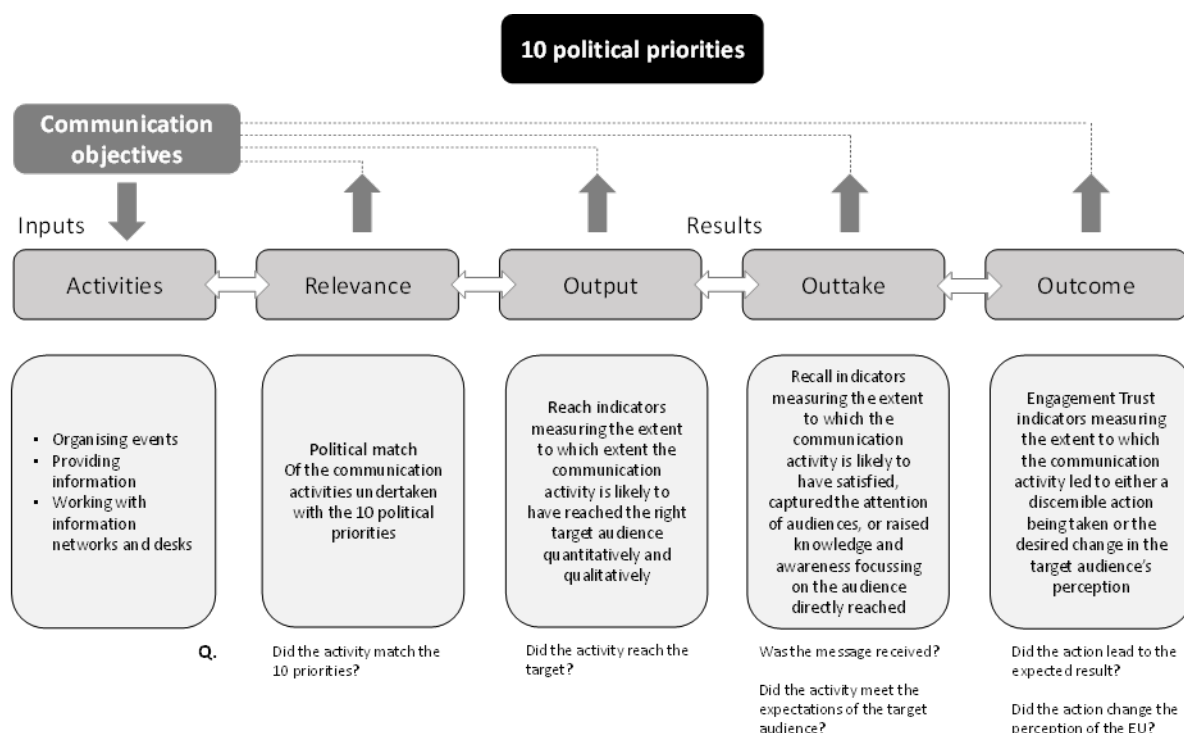 10 political priorities
Communication
objectives
Inputs
Results
Activities
Relevance
Output
Outtake
Outcome
▪ Organising events
▪ Providing
information
▪ Working with
information
networks and desks
Political match
Of the communication
activities undertaken
with the 10 political
priorities
Reach indicators
measuring the extent
to which extent the
communication
activity is likely to
have reached the right
target audience
quantitatively and
qualitatively
Recall indicators
measuring the extent
to which the
communication
activity is likely to
have satisfied,
captured the attention
of audiences, or raised
knowledge and
awareness focussing
on the audience
directly reached
Engagement Trust
indicators measuring
the extent to which
the communication
activity led to either a
discernible action
being taken or the
desired change in the
target audience's
perception
Q.
Did the activity match the
10 priorities?
Did the activity reach the
target?
Was the message received?
Did the activity meet the
expectations of the target
audience?
Did the action lead to the
expected result?
Did the action change the
perception of the EU?